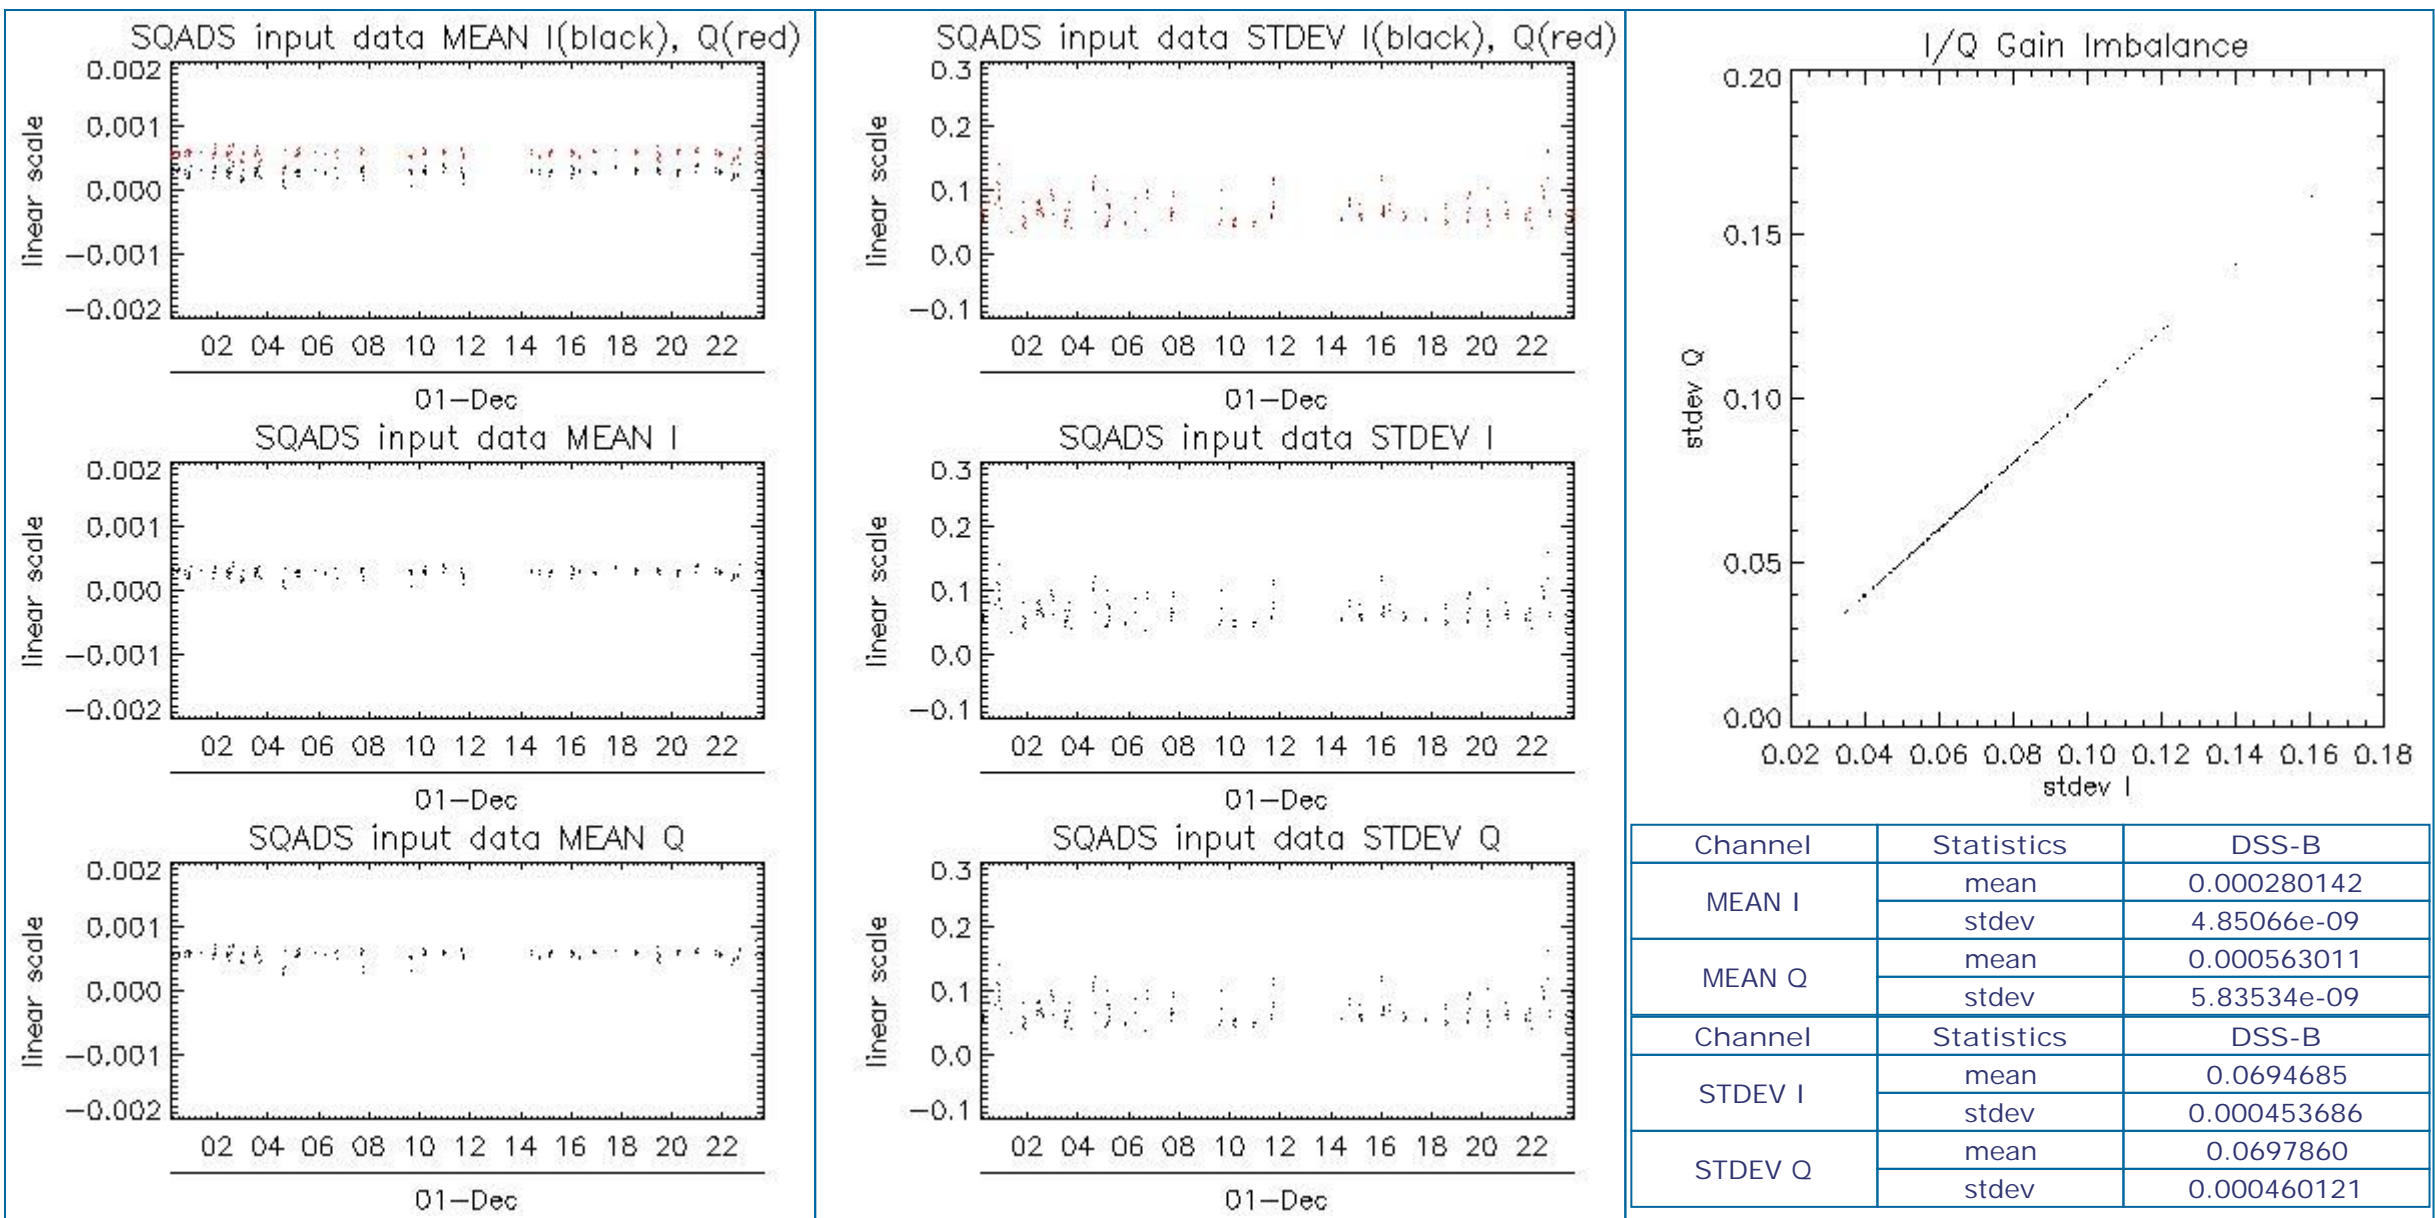 SQADS input data MEAN I(black), Q(red)
0.002
0.001
0.000
−0.001
−0.002
linear scale
02 04 06 08 10 12 14 16 18 20 22
01−Dec
SQADS input data MEAN I
0.002
0.001
0.000
−0.001
−0.002
linear scale
02 04 06 08 10 12 14 16 18 20 22
01−Dec
SQADS input data MEAN Q
0.002
0.001
0.000
−0.001
−0.002
linear scale
02 04 06 08 10 12 14 16 18 20 22
01−Dec
SQADS input data STDEV I(black), Q(red)
0.3
0.2
0.1
0.0
−0.1
linear scale
02 04 06 08 10 12 14 16 18 20 22
01−Dec
SQADS input data STDEV I
0.3
0.2
0.1
0.0
−0.1
linear scale
02 04 06 08 10 12 14 16 18 20 22
01−Dec
SQADS input data STDEV Q
0.3
0.2
0.1
0.0
−0.1
linear scale
02 04 06 08 10 12 14 16 18 20 22
01−Dec
I/Q Gain Imbalance
0.20
0.15
0.10
0.05
0.00
stdev Q
0.02 0.04 0.06 0.08 0.10 0.12 0.14 0.16 0.18
stdev I
Channel Statistics DSS-B
MEAN I mean 0.000280142
stdev 4.85066e-09
MEAN Q mean 0.000563011
stdev 5.83534e-09
Channel Statistics DSS-B
STDEV I mean 0.0694685
stdev 0.000453686
STDEV Q mean 0.0697860
stdev 0.000460121